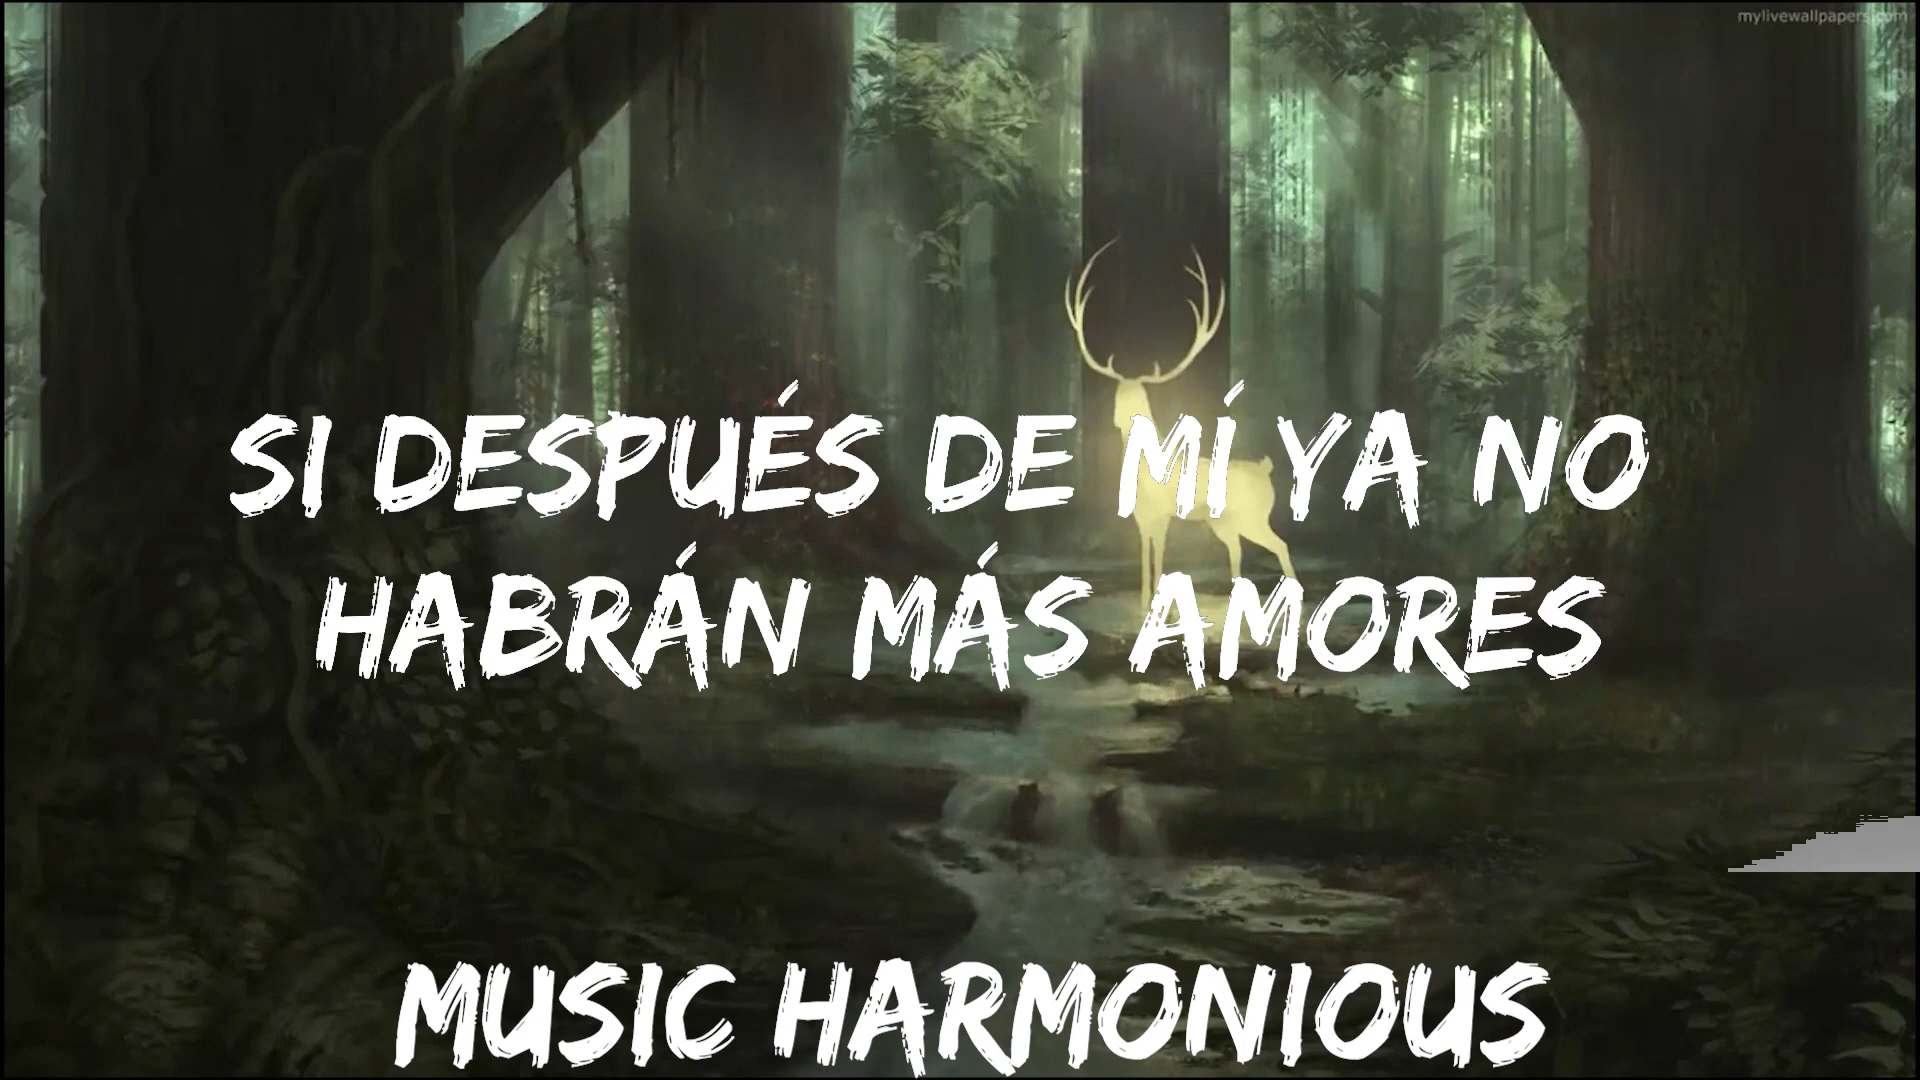 mylivewallpapers.com
SI DESPUÉS DE MÍ YA NO
HABRÁN MÁS AMORES
MUSIC HARMONIOUS